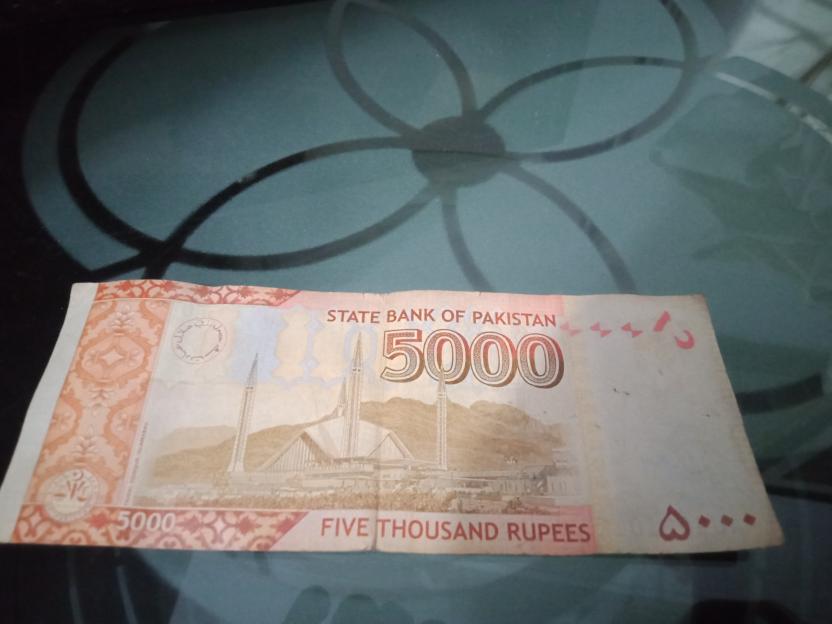 STATE BANK OF PAKISTAN
5000
5000
FIVE THOUSAND RUPEES
۵۰۰۰